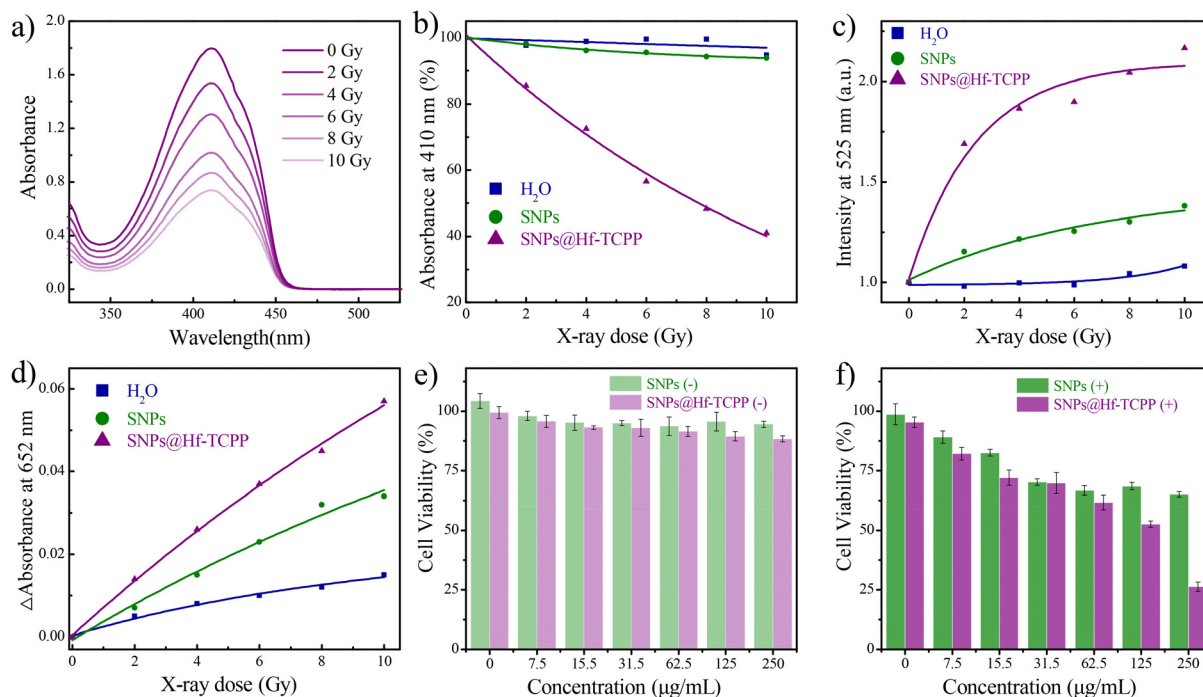 a)
2.0
1.6
1.2
0.8
0.4
0.0
Absorbance
350
400
450
500
Wavelength(nm)
0 Gy
2 Gy
4 Gy
6 Gy
8 Gy
10 Gy
b)
100
80
60
40
20
Absorbance at 410 nm (%)
H₂O
SNPs
SNPs@Hf-TCPP
0
2
4
6
8
10
X-ray dose (Gy)
c)
H₂O
SNPs
SNPs@Hf-TCPP
2.0
1.5
1.0
Intensity at 525 nm (a.u.)
0
2
4
6
8
10
X-ray dose (Gy)
d)
H₂O
SNPs
SNPs@Hf-TCPP
0.06
0.04
0.02
0.00
△Absorbance at 652 nm
0
2
4
6
8
10
X-ray dose (Gy)
e)
SNPs (-)
SNPs@Hf-TCPP (-)
100
75
50
25
0
Cell Viability (%)
0
7.5
15.5
31.5
62.5
125
250
Concentration (μg/mL)
f)
SNPs (+)
SNPs@Hf-TCPP (+)
100
75
50
25
0
Cell Viability (%)
0
7.5
15.5
31.5
62.5
125
250
Concentration (μg/mL)